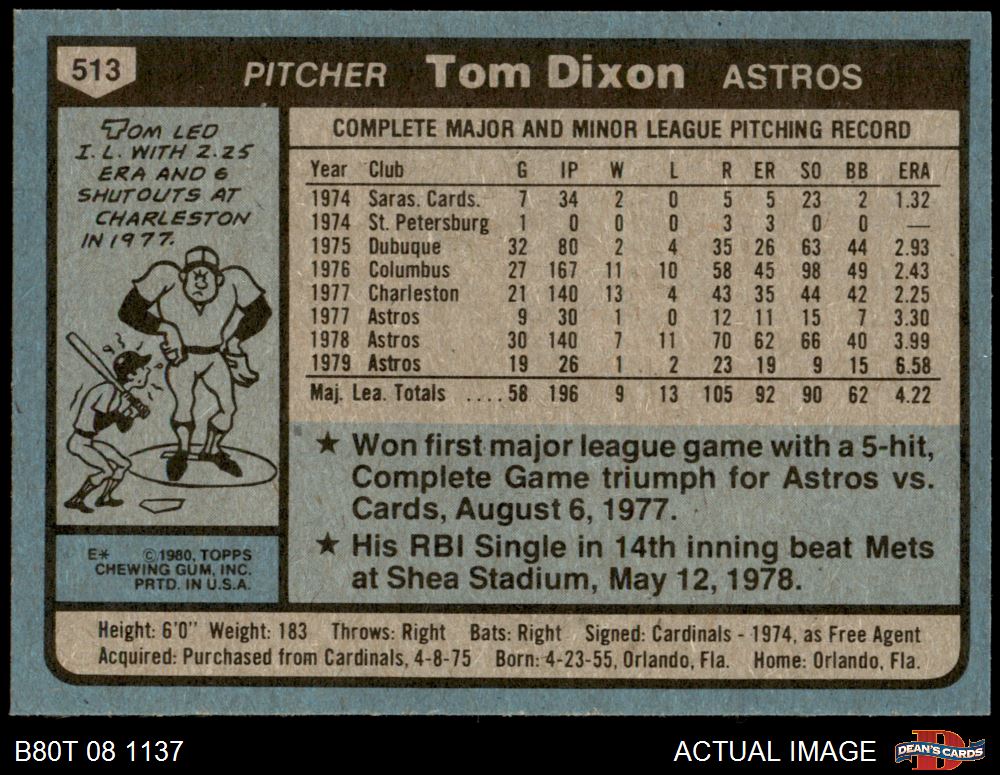 513
PITCHER Tom Dixon ASTROS
TOM LED
I.L. WITH 2.25
ERA AND 6
SHUTOUTS AT
CHARLESTON
IN 1977.
COMPLETE MAJOR AND MINOR LEAGUE PITCHING RECORD
Year Club G IP W L R ER SO BB ERA
1974 Saras. Cards. 7 34 2 0 5 5 23 2 1.32
1974 St. Petersburg 1 0 0 0 3 3 0 0 —
1975 Dubuque 32 80 2 4 35 26 63 44 2.93
1976 Columbus 27 167 11 10 58 45 98 49 2.43
1977 Charleston 21 140 13 4 43 35 44 42 2.25
1977 Astros 9 30 1 0 12 11 15 7 3.30
1978 Astros 30 140 7 11 70 62 66 40 3.99
1979 Astros 19 26 1 2 23 19 9 15 6.58
Maj. Lea. Totals ....58 196 9 13 105 92 90 62 4.22
★ Won first major league game with a 5-hit,
Complete Game triumph for Astros vs.
Cards, August 6, 1977.
★ His RBI Single in 14th inning beat Mets
at Shea Stadium, May 12, 1978.
E* ©1980, TOPPS
CHEWING GUM, INC.
PRTD. IN U.S.A.
Height: 6'0" Weight: 183 Throws: Right Bats: Right Signed: Cardinals - 1974, as Free Agent
Acquired: Purchased from Cardinals, 4-8-75 Born: 4-23-55, Orlando, Fla. Home: Orlando, Fla.
B80T 08 1137
ACTUAL IMAGE
DEAN'S CARDS